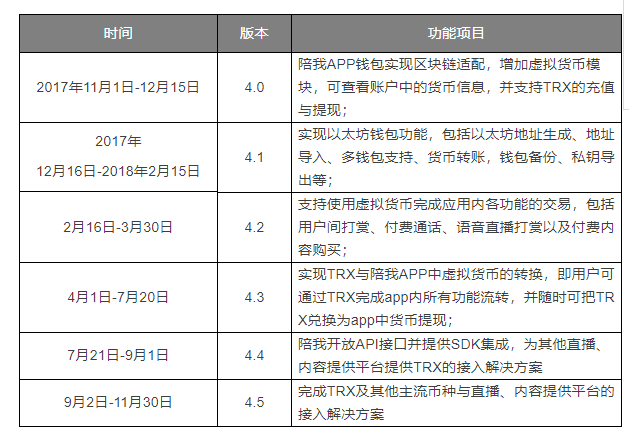 时间 版本 功能项目
2017年11月1日-12月15日 4.0 陪我APP钱包实现区块链适配，增加虚拟货币模
块，可查看账户中的货币信息，并支持TRX的充值
与提现；
2017年
12月16日-2018年2月15日 4.1 实现以太坊钱包功能，包括以太坊地址生成、地址
导入、多钱包支持、货币转账，钱包备份、私钥导
出等；
2月16日-3月30日 4.2 支持使用虚拟货币完成应用内各功能的交易，包括
用户间打赏、付费通话、语音直播打赏以及付费内
容购买；
4月1日-7月20日 4.3 实现TRX与陪我APP中虚拟货币的转换，即用户可
通过TRX完成app内所有功能流转，并随时可把TR
X兑换为app中货币提现；
7月21日-9月1日 4.4 陪我开放API接口并提供SDK集成，为其他直播、
内容提供平台提供TRX的接入解决方案
9月2日-11月30日 4.5 完成TRX及其他主流币种与直播、内容提供平台的
接入解决方案